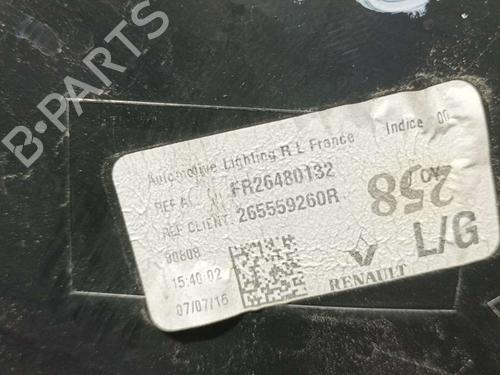 B-PARTS
Automotive Lighting R.L France
Indice 00
REF AL FR26480132
REF CLIENT 265559260R
258
90808
15:40 02
07/07/16
RENAULT
L/G